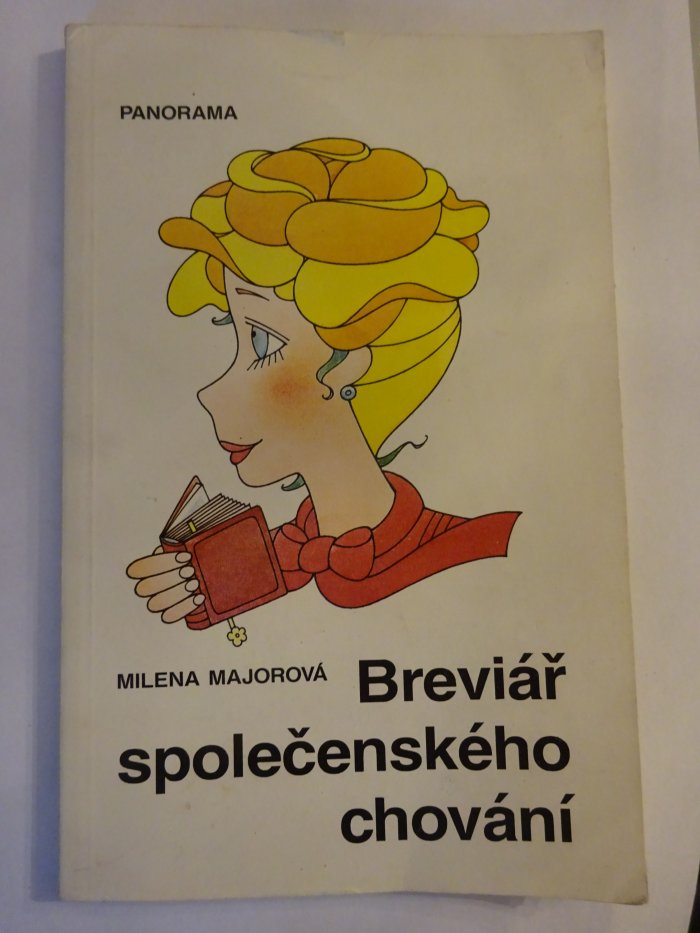 PANORAMA
MILENA MAJOROVÁ Breviář
společenského
chování